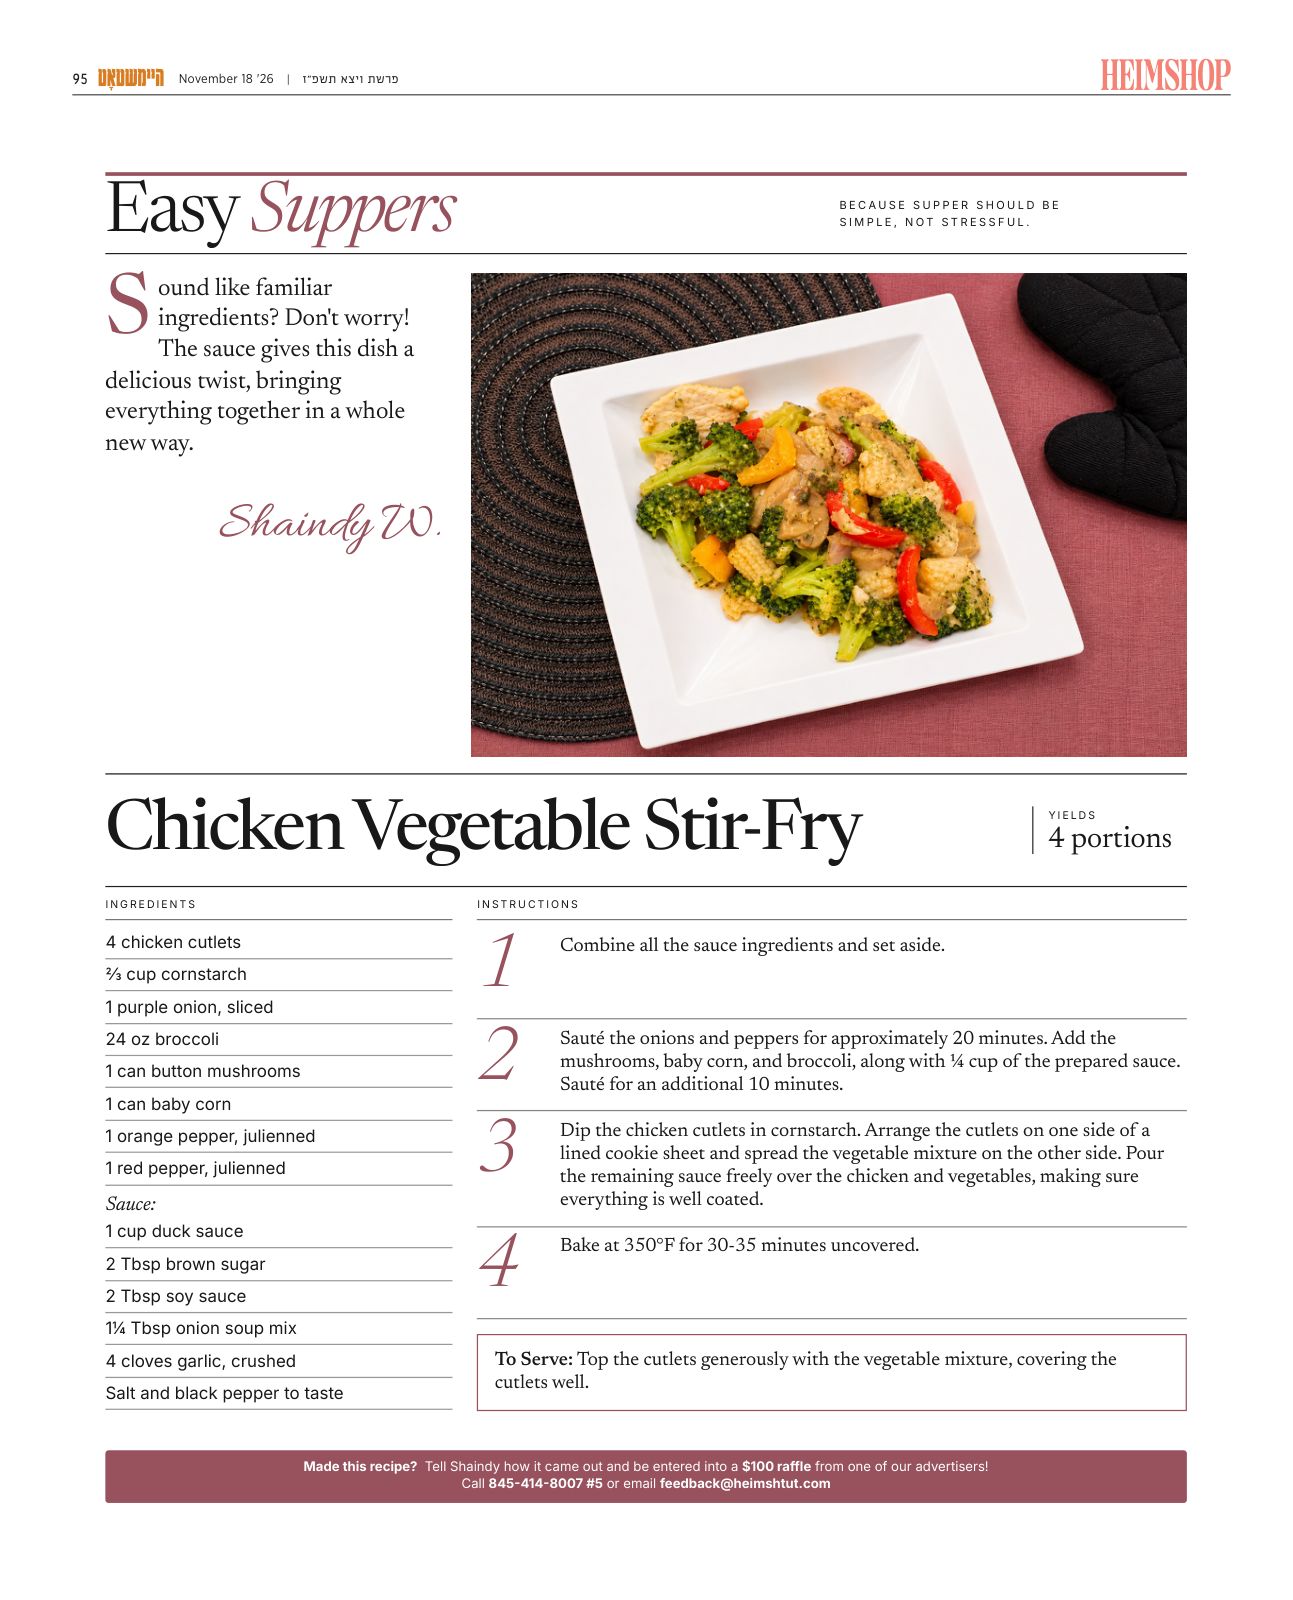 95 היימשטאָט November 18 '26 | פרשת ויצא תשפ״ז
HEIMSHOP
Easy Suppers
BECAUSE SUPPER SHOULD BE
SIMPLE, NOT STRESSFUL.
Sound like familiar
ingredients? Don't worry!
The sauce gives this dish a
delicious twist, bringing
everything together in a whole
new way.
Shaindy W.
Chicken Vegetable Stir-Fry
YIELDS
4 portions
INGREDIENTS
4 chicken cutlets
⅔ cup cornstarch
1 purple onion, sliced
24 oz broccoli
1 can button mushrooms
1 can baby corn
1 orange pepper, julienned
1 red pepper, julienned
Sauce:
1 cup duck sauce
2 Tbsp brown sugar
2 Tbsp soy sauce
1¼ Tbsp onion soup mix
4 cloves garlic, crushed
Salt and black pepper to taste
INSTRUCTIONS
1 Combine all the sauce ingredients and set aside.
2 Sauté the onions and peppers for approximately 20 minutes. Add the
mushrooms, baby corn, and broccoli, along with ¼ cup of the prepared sauce.
Sauté for an additional 10 minutes.
3 Dip the chicken cutlets in cornstarch. Arrange the cutlets on one side of a
lined cookie sheet and spread the vegetable mixture on the other side. Pour
the remaining sauce freely over the chicken and vegetables, making sure
everything is well coated.
4 Bake at 350°F for 30-35 minutes uncovered.
To Serve: Top the cutlets generously with the vegetable mixture, covering the
cutlets well.
Made this recipe? Tell Shaindy how it came out and be entered into a $100 raffle from one of our advertisers!
Call 845-414-8007 #5 or email feedback@heimshtut.com